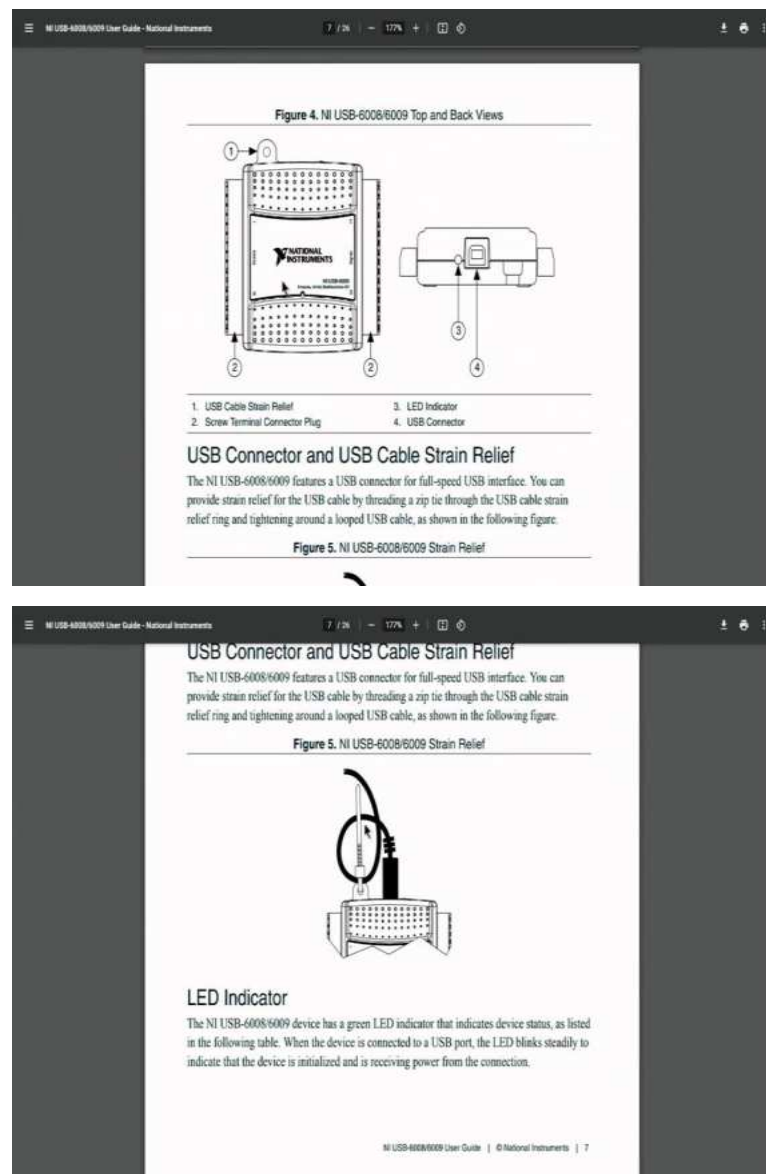 NI USB-6008/6009 User Guide - National Instruments
7 / 26
177%
Figure 4. NI USB-6008/6009 Top and Back Views
1
NATIONAL
INSTRUMENTS
NI USB-6008
3
2
2
4
1. USB Cable Strain Relief
2. Screw Terminal Connector Plug
3. LED Indicator
4. USB Connector
USB Connector and USB Cable Strain Relief
The NI USB-6008/6009 features a USB connector for full-speed USB interface. You can
provide strain relief for the USB cable by threading a zip tie through the USB cable strain
relief ring and tightening around a looped USB cable, as shown in the following figure.
Figure 5. NI USB-6008/6009 Strain Relief
NI USB-6008/6009 User Guide - National Instruments
7 / 26
177%
USB Connector and USB Cable Strain Relief
The NI USB-6008/6009 features a USB connector for full-speed USB interface. You can
provide strain relief for the USB cable by threading a zip tie through the USB cable strain
relief ring and tightening around a looped USB cable, as shown in the following figure.
Figure 5. NI USB-6008/6009 Strain Relief
LED Indicator
The NI USB-6008/6009 device has a green LED indicator that indicates device status, as listed
in the following table. When the device is connected to a USB port, the LED blinks steadily to
indicate that the device is initialized and is receiving power from the connection.
NI USB-6008/6009 User Guide | © National Instruments | 7